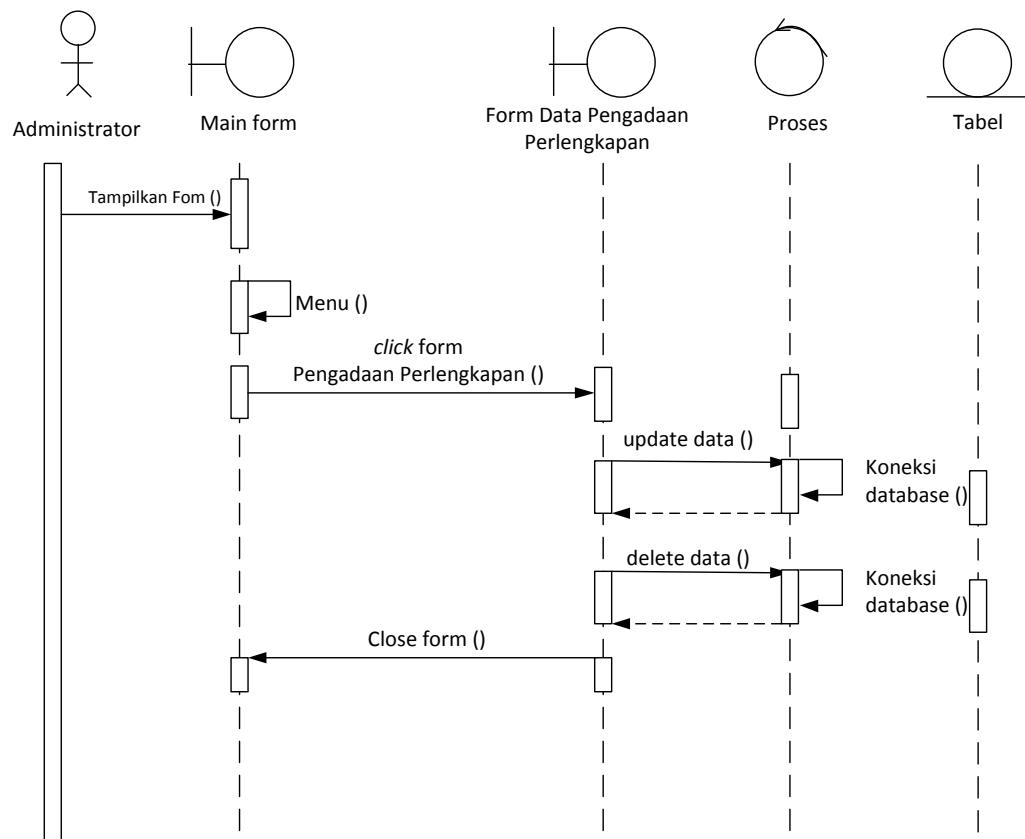 Administrator
Main form
Form Data Pengadaan
Perlengkapan
Proses
Tabel
Tampilkan Fom ()
Menu ()
click form
Pengadaan Perlengkapan ()
update data ()
Koneksi
database ()
delete data ()
Koneksi
database ()
Close form ()